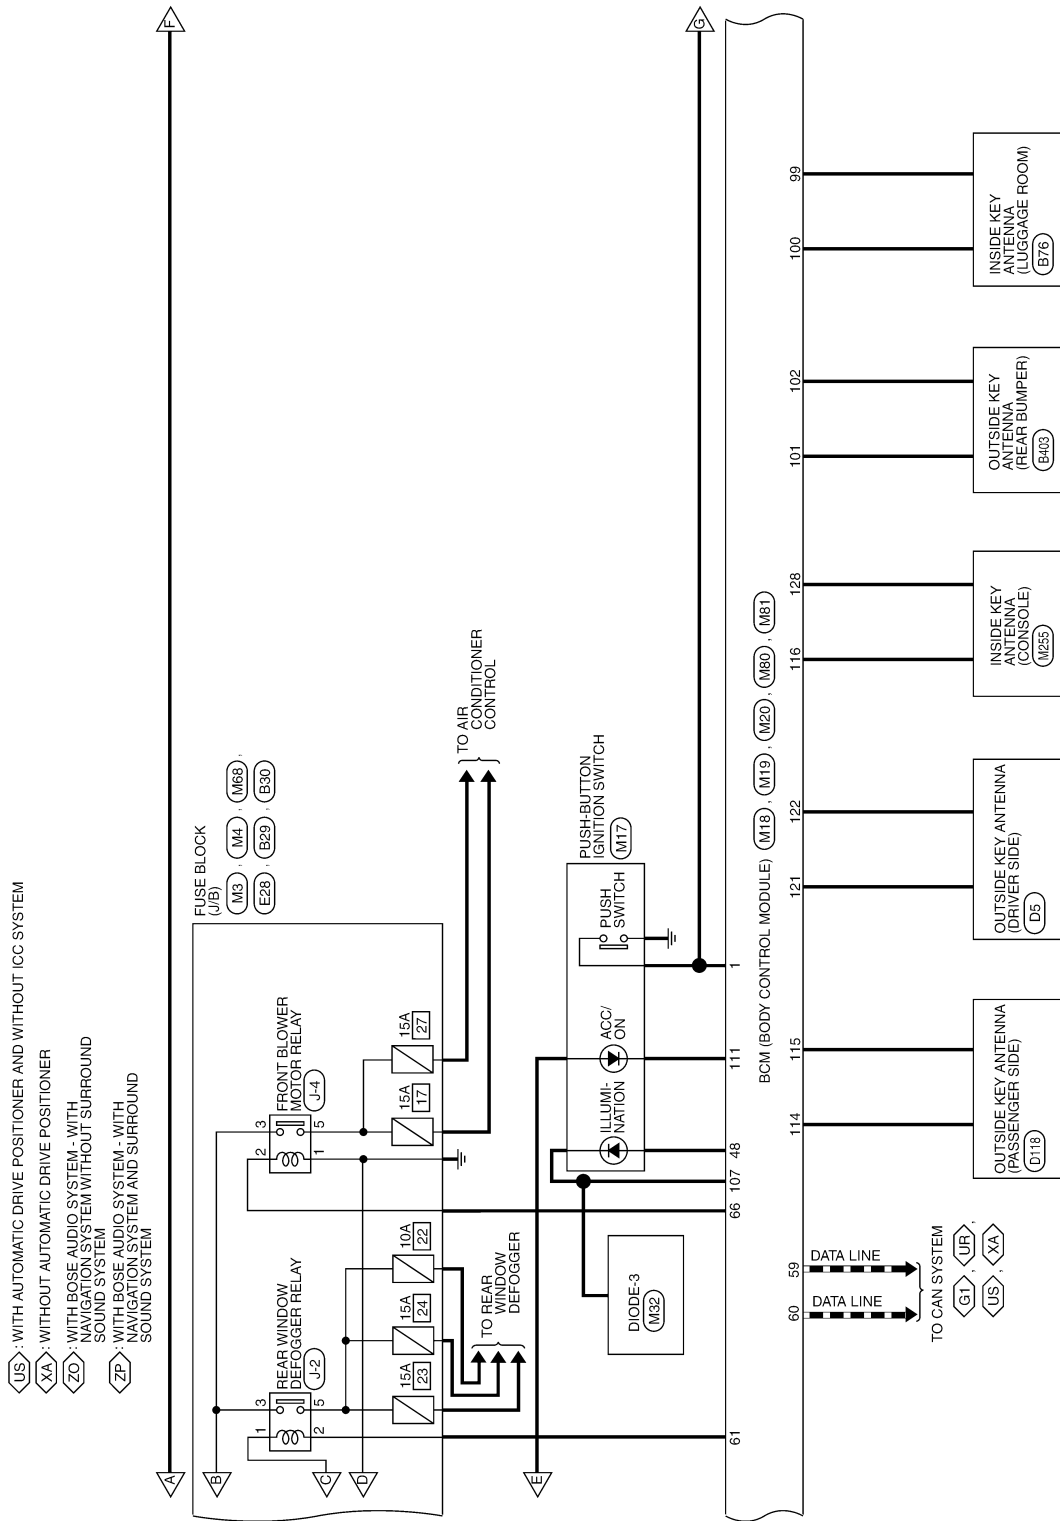 US : WITH AUTOMATIC DRIVE POSITIONER AND WITHOUT ICC SYSTEM
XA : WITHOUT AUTOMATIC DRIVE POSITIONER
ZO : WITH BOSE AUDIO SYSTEM - WITH
NAVIGATION SYSTEM WITHOUT SURROUND
SOUND SYSTEM
ZP : WITH BOSE AUDIO SYSTEM - WITH
NAVIGATION SYSTEM AND SURROUND
SOUND SYSTEM
A
F
FUSE BLOCK
(J/B)
M3 , M4 , M68 ,
E28 , B29 , B30
B
C
D
REAR WINDOW
DEFOGGER RELAY
J-2
1
3
2
5
15A
23
15A
24
10A
22
FRONT BLOWER
MOTOR RELAY
J-4
2
3
1
5
15A
17
15A
27
TO REAR
WINDOW
DEFOGGER
TO AIR
CONDITIONER
CONTROL
E
G
PUSH-BUTTON
IGNITION SWITCH
M17
ILLUMI-
NATION
ACC/
ON
PUSH
SWITCH
DIODE-3
M32
61
66
107
48
111
1
BCM (BODY CONTROL MODULE) M18 , M19 , M20 , M80 , M81
60
59
114
115
121
122
116
128
101
102
100
99
DATA LINE
DATA LINE
TO CAN SYSTEM
G1 , UR ,
US , XA
OUTSIDE KEY ANTENNA
(PASSENGER SIDE)
D118
OUTSIDE KEY ANTENNA
(DRIVER SIDE)
D5
INSIDE KEY
ANTENNA
(CONSOLE)
M255
OUTSIDE KEY
ANTENNA
(REAR BUMPER)
B403
INSIDE KEY
ANTENNA
(LUGGAGE ROOM)
B76